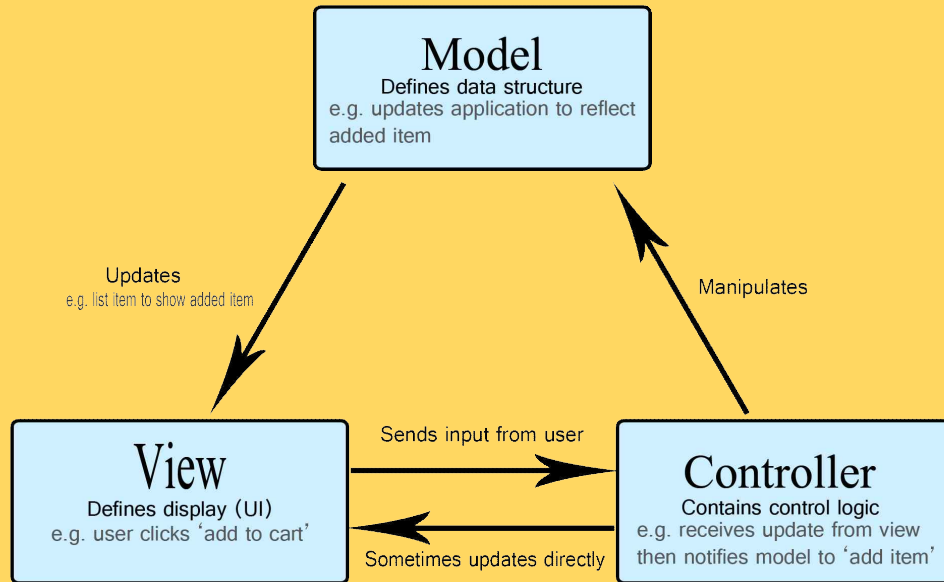 Model
Defines data structure
e.g. updates application to reflect
added item
Updates
e.g. list item to show added item
Manipulates
Sends input from user
View
Defines display (UI)
e.g. user clicks ‘add to cart’
Controller
Contains control logic
e.g. receives update from view
then notifies model to ‘add item’
Sometimes updates directly